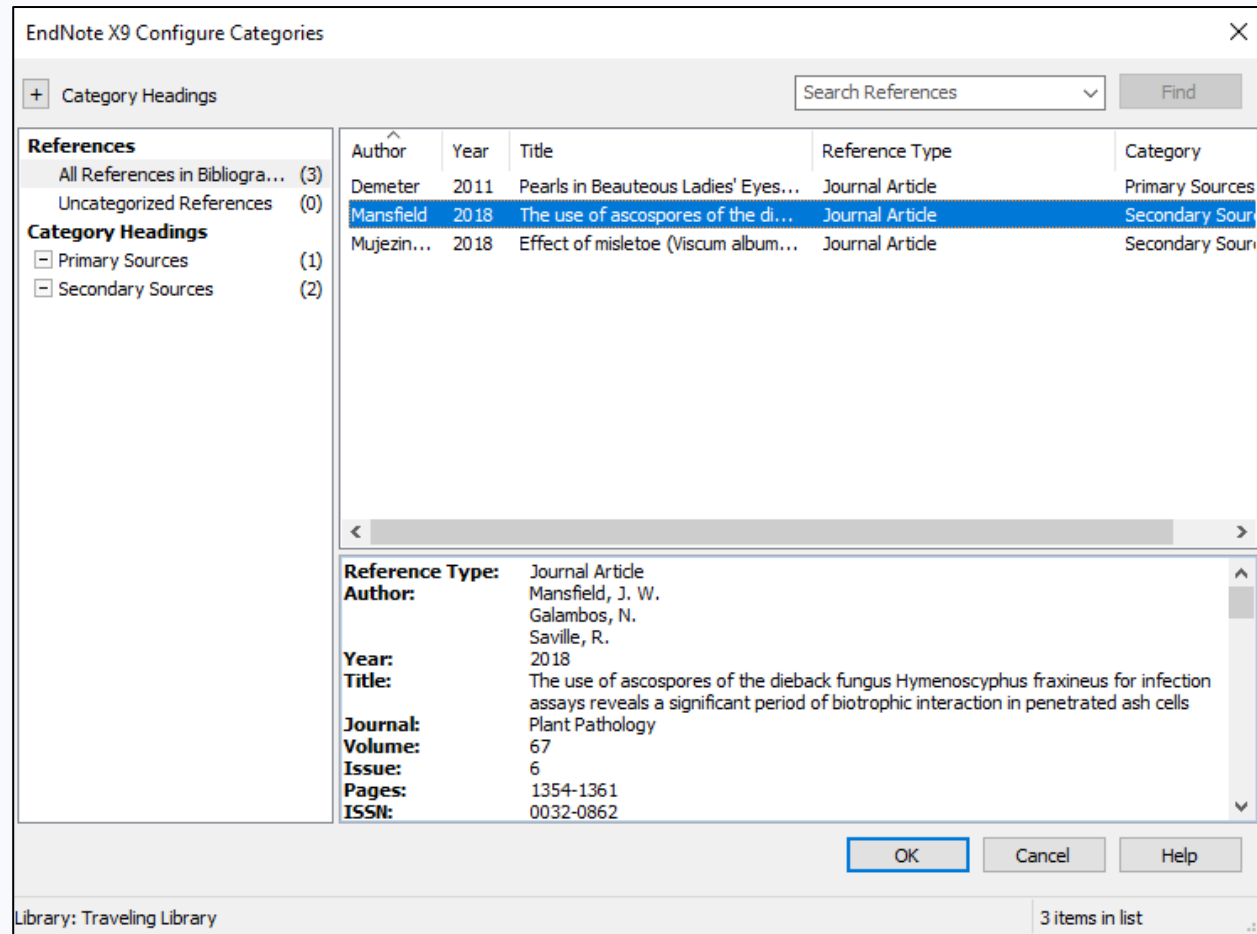 EndNote X9 Configure Categories
+ Category Headings
Search References
Find
References
All References in Bibliogra... (3)
Uncategorized References (0)
Category Headings
Primary Sources (1)
Secondary Sources (2)
Author Year Title Reference Type Category
Demeter 2011 Pearls in Beauteous Ladies' Eyes... Journal Article Primary Sources
Mansfield 2018 The use of ascospores of the di... Journal Article Secondary Sour
Mujezin... 2018 Effect of misletoe (Viscum album... Journal Article Secondary Sour
Reference Type: Journal Article
Author: Mansfield, J. W.
Galambos, N.
Saville, R.
Year: 2018
Title: The use of ascospores of the dieback fungus Hymenoscyphus fraxineus for infection
assays reveals a significant period of biotrophic interaction in penetrated ash cells
Journal: Plant Pathology
Volume: 67
Issue: 6
Pages: 1354-1361
ISSN: 0032-0862
OK Cancel Help
Library: Traveling Library 3 items in list